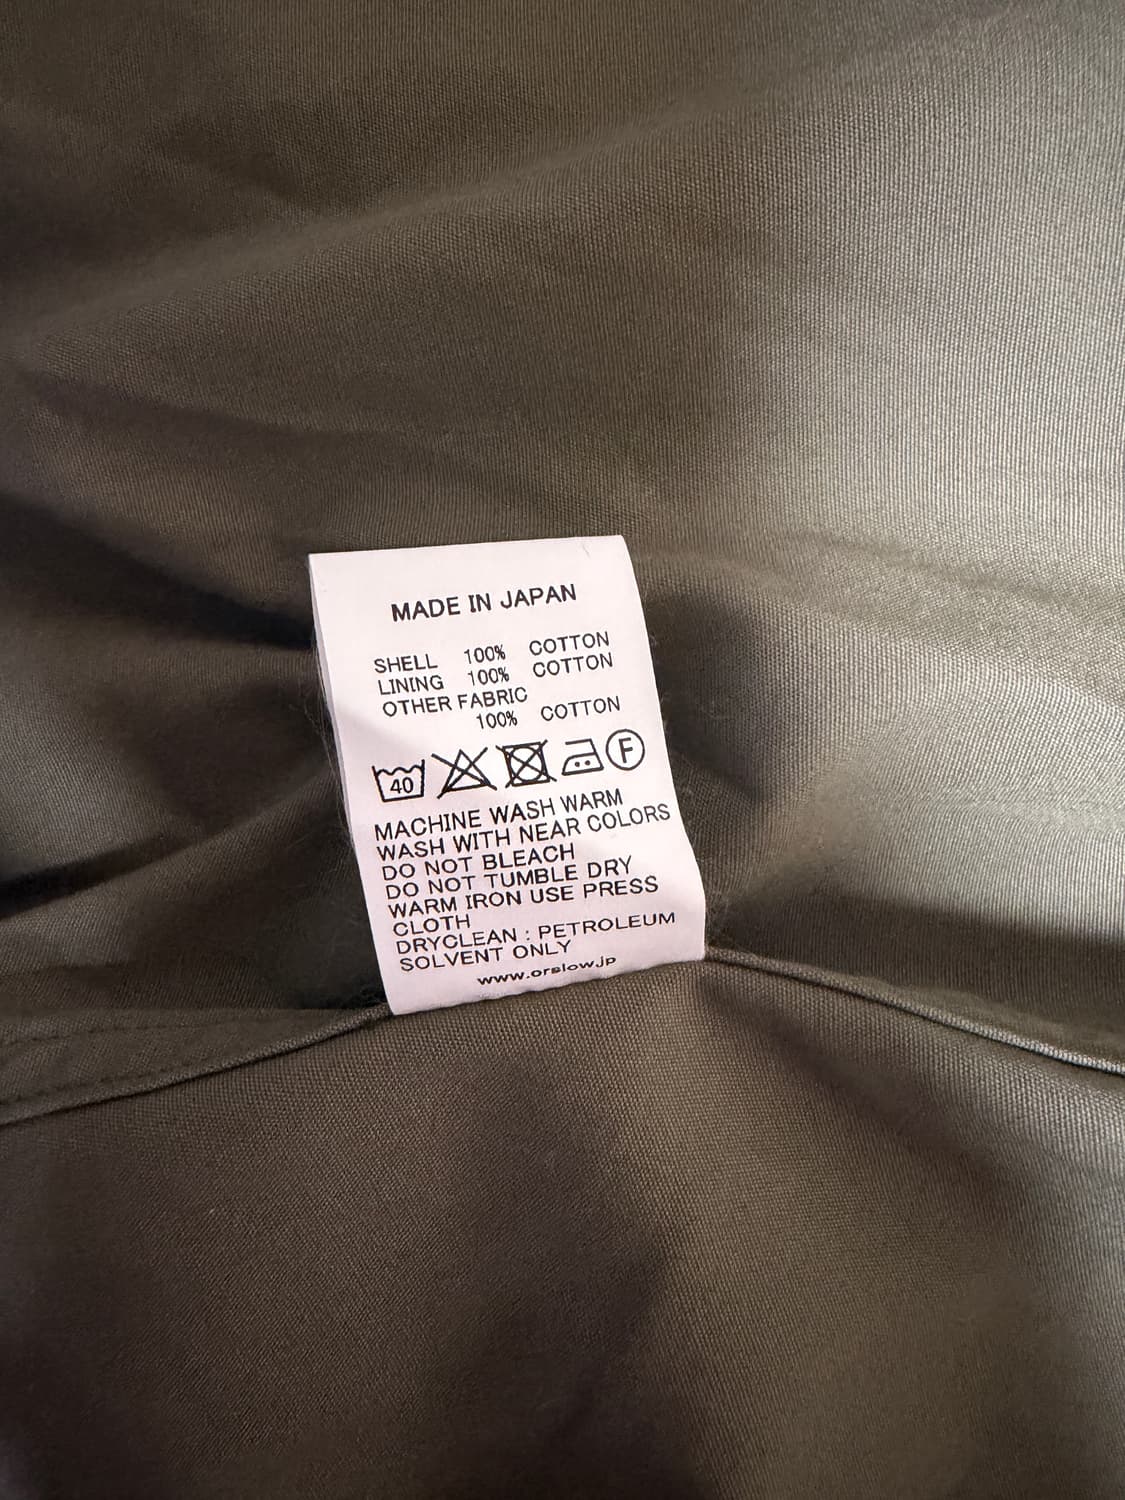 MADE IN JAPAN
SHELL 100% COTTON
LINING 100% COTTON
OTHER FABRIC
100% COTTON
40 F
MACHINE WASH WARM
WASH WITH NEAR COLORS
DO NOT BLEACH
DO NOT TUMBLE DRY
WARM IRON USE PRESS
CLOTH
DRYCLEAN : PETROLEUM
SOLVENT ONLY
www.orslow.jp